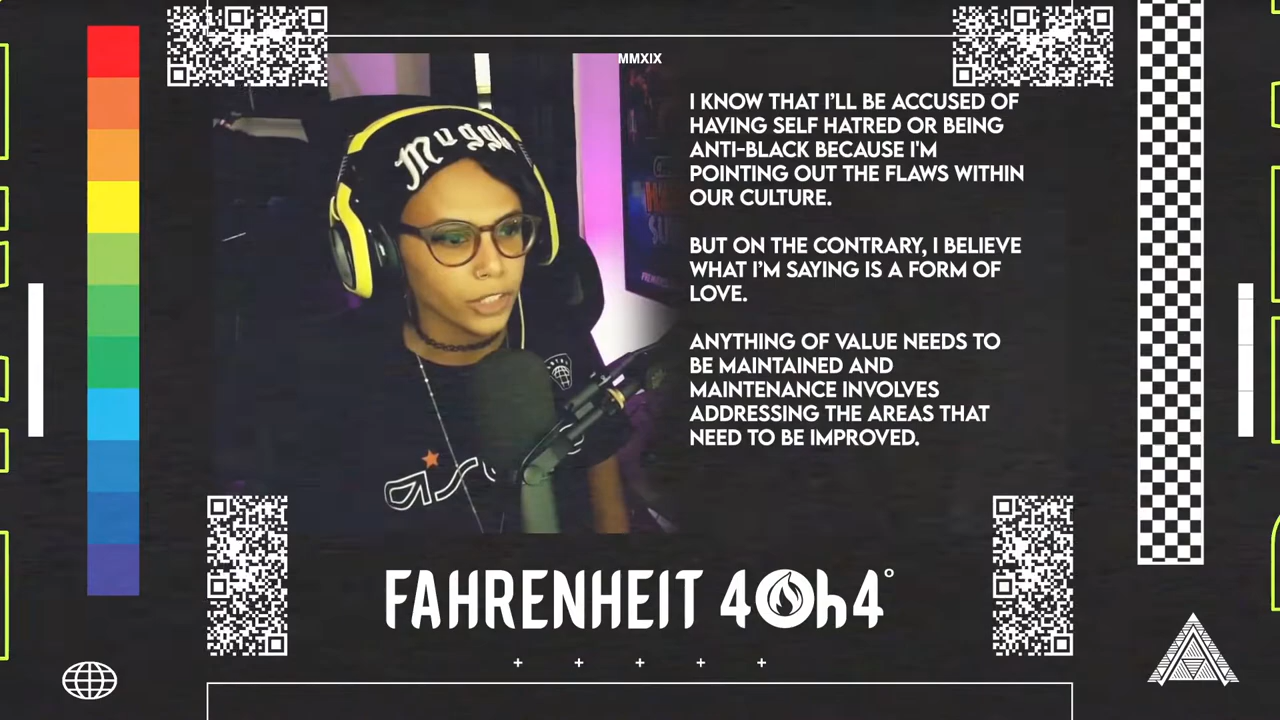 MMXIX
Muggl
I KNOW THAT I'LL BE ACCUSED OF
HAVING SELF HATRED OR BEING
ANTI-BLACK BECAUSE I'M
POINTING OUT THE FLAWS WITHIN
OUR CULTURE.
BUT ON THE CONTRARY, I BELIEVE
WHAT I'M SAYING IS A FORM OF
LOVE.
ANYTHING OF VALUE NEEDS TO
BE MAINTAINED AND
MAINTENANCE INVOLVES
ADDRESSING THE AREAS THAT
NEED TO BE IMPROVED.
FAHRENHEIT 4Oh4°